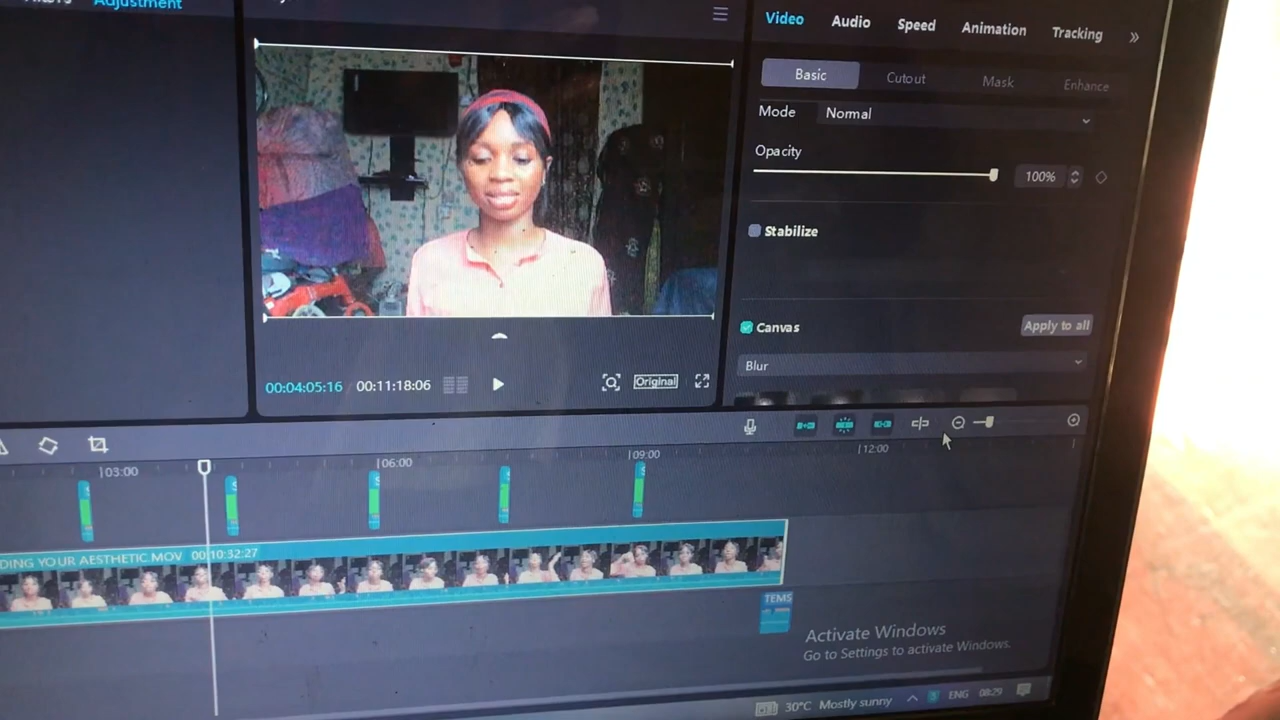 Adjustment
Video Audio Speed Animation Tracking
Basic Cutout Mask Enhance
Mode Normal
Opacity
100%
Stabilize
Canvas Apply to all
Blur
00:04:05:16 00:11:18:06 Original
03:00 06:00 09:00 12:00
DING YOUR AESTHETIC.MOV 00:10:32:27
TEMS
Activate Windows
Go to Settings to activate Windows.
30°C Mostly sunny ENG 08:29